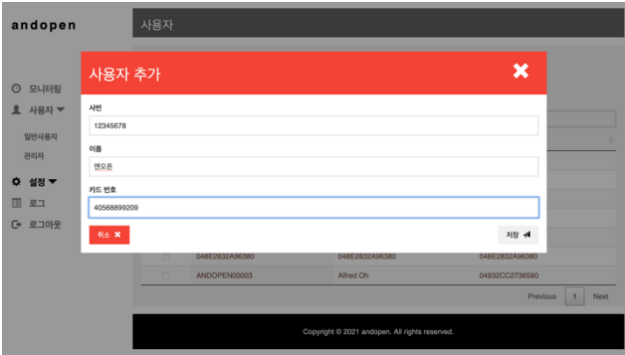 andopen
사용자
사용자 추가
모니터링
사용자
일반사용자
관리자
설정
로그
로그아웃
사번
12345678
이름
앤오픈
카드 번호
40568899209
취소
저장
048E2832A96380 048E2832A96380 048E2832A96380
ANDOPEN00003 Alfred Oh 04932CC2736580
Previous 1 Next
Copyright © 2021 andopen. All rights reserved.